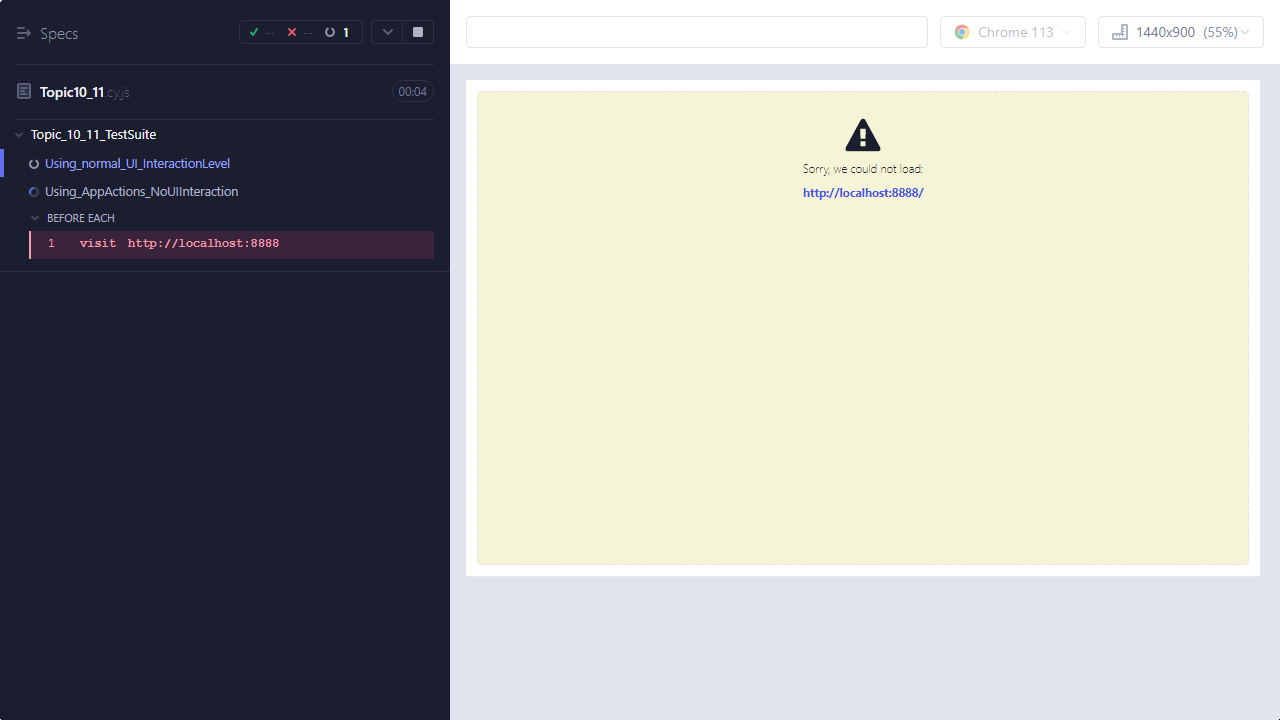 Specs
-- -- 1
Topic10_11.cy.js 00:04
Topic_10_11_TestSuite
Using_normal_UI_InteractionLevel
Using_AppActions_NoUIInteraction
BEFORE EACH
1 visit http://localhost:8888
Chrome 113
1440x900 (55%)
Sorry, we could not load:
http://localhost:8888/